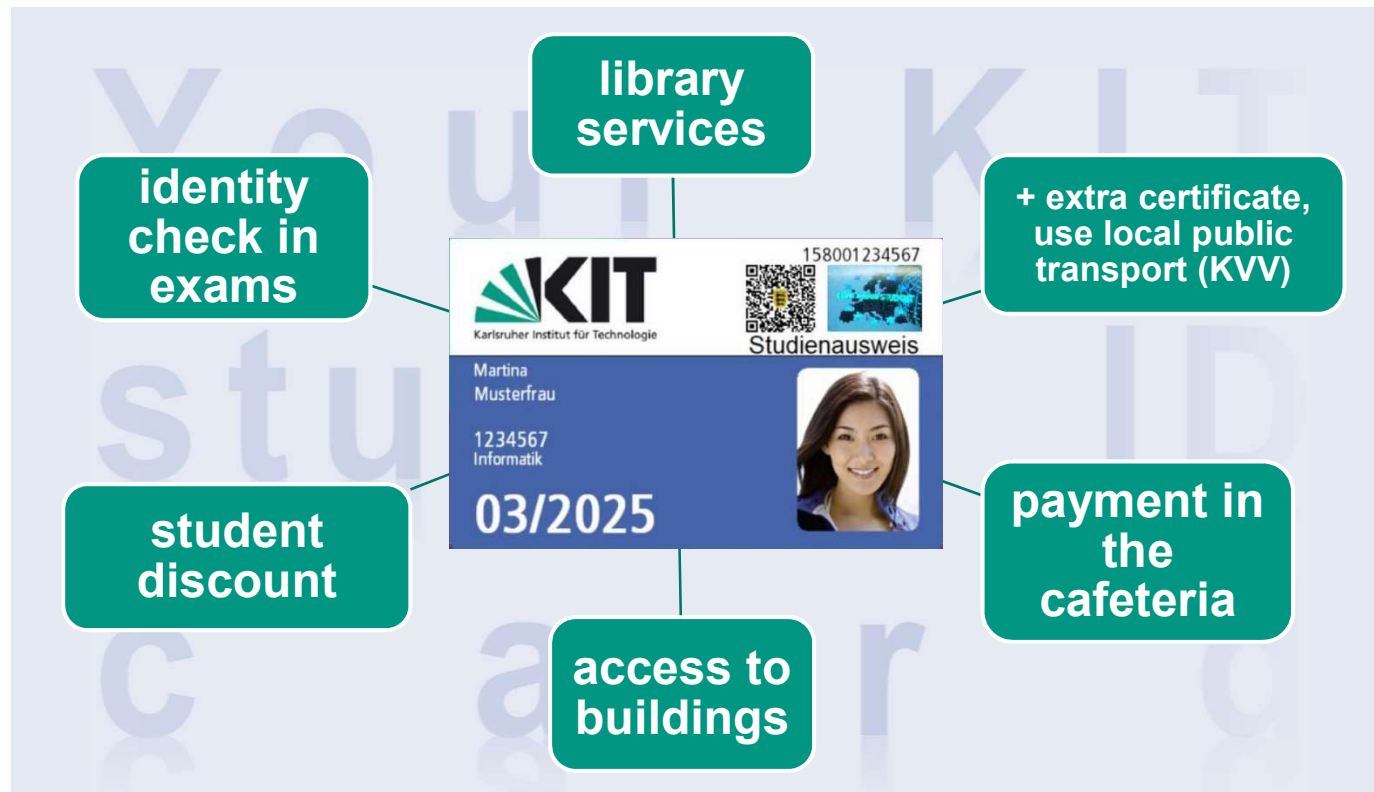 Your KIT
student ID
card
library
services
identity
check in
exams
+ extra certificate,
use local public
transport (KVV)
KIT
Karlsruher Institut für Technologie
158001234567
Studienausweis
Martina
Musterfrau
1234567
Informatik
03/2025
student
discount
payment in
the
cafeteria
access to
buildings